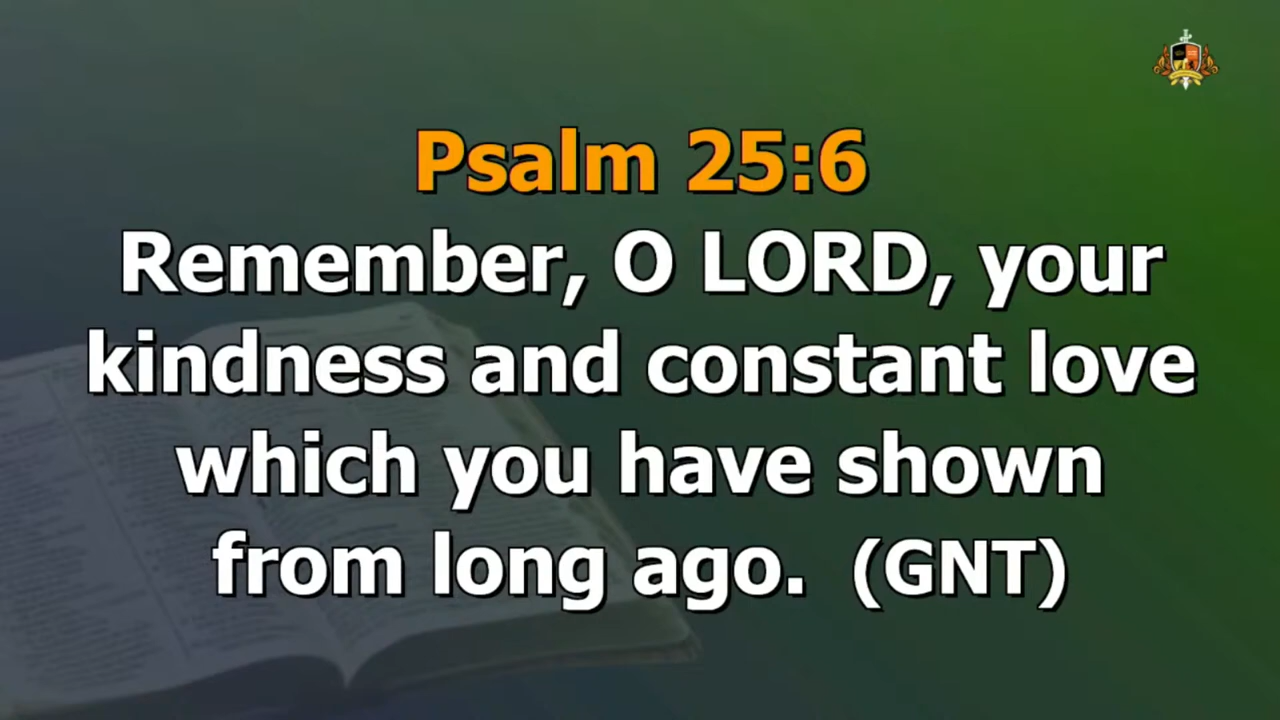 Psalm 25:6
Remember, O LORD, your
kindness and constant love
which you have shown
from long ago.  (GNT)